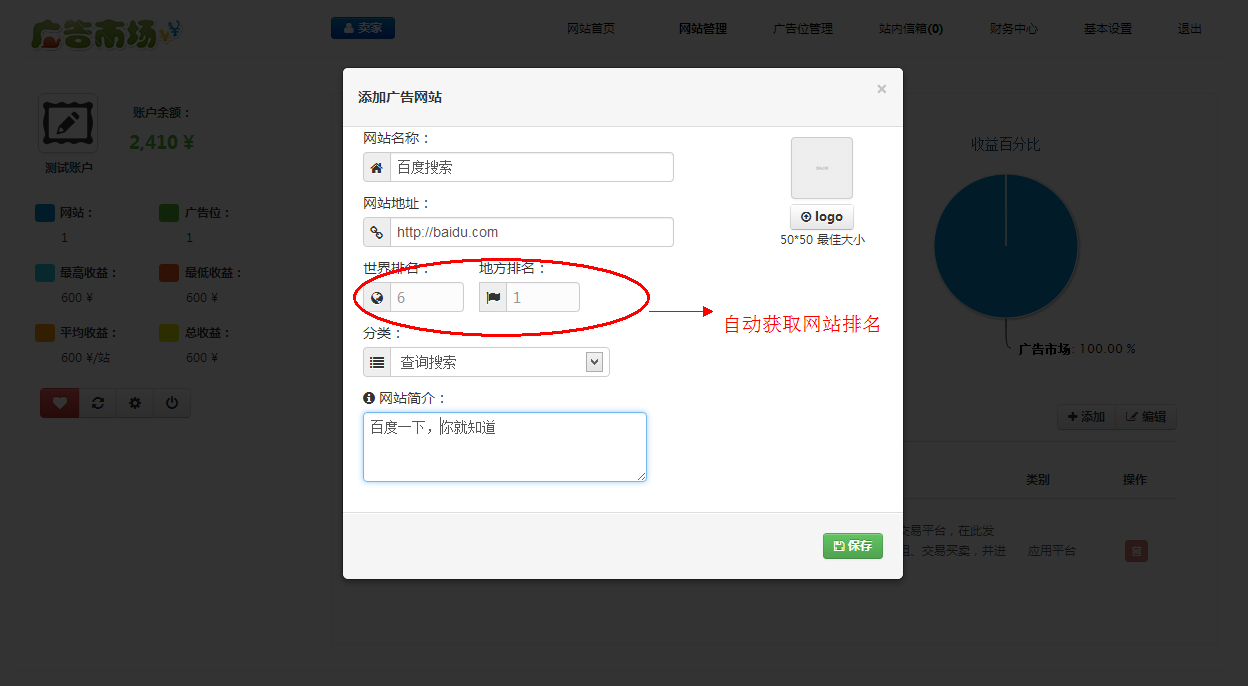 广告市场
卖家
网站首页
网站管理
广告位管理
站内信箱(0)
财务中心
基本设置
退出
账户余额：
2,410 ¥
测试账户
网站：
1
广告位：
1
最高收益：
600 ¥
最低收益：
600 ¥
平均收益：
600 ¥/站
总收益：
600 ¥
添加广告网站
×
网站名称：
百度搜索
网站地址：
http://baidu.com
logo
50*50 最佳大小
世界排名：
地方排名：
6
1
自动获取网站排名
分类：
查询搜索
网站简介：
百度一下，你就知道
保存
收益百分比
广告市场: 100.00 %
添加
编辑
类别
操作
交易平台，在此发
、交易买卖，并进
应用平台